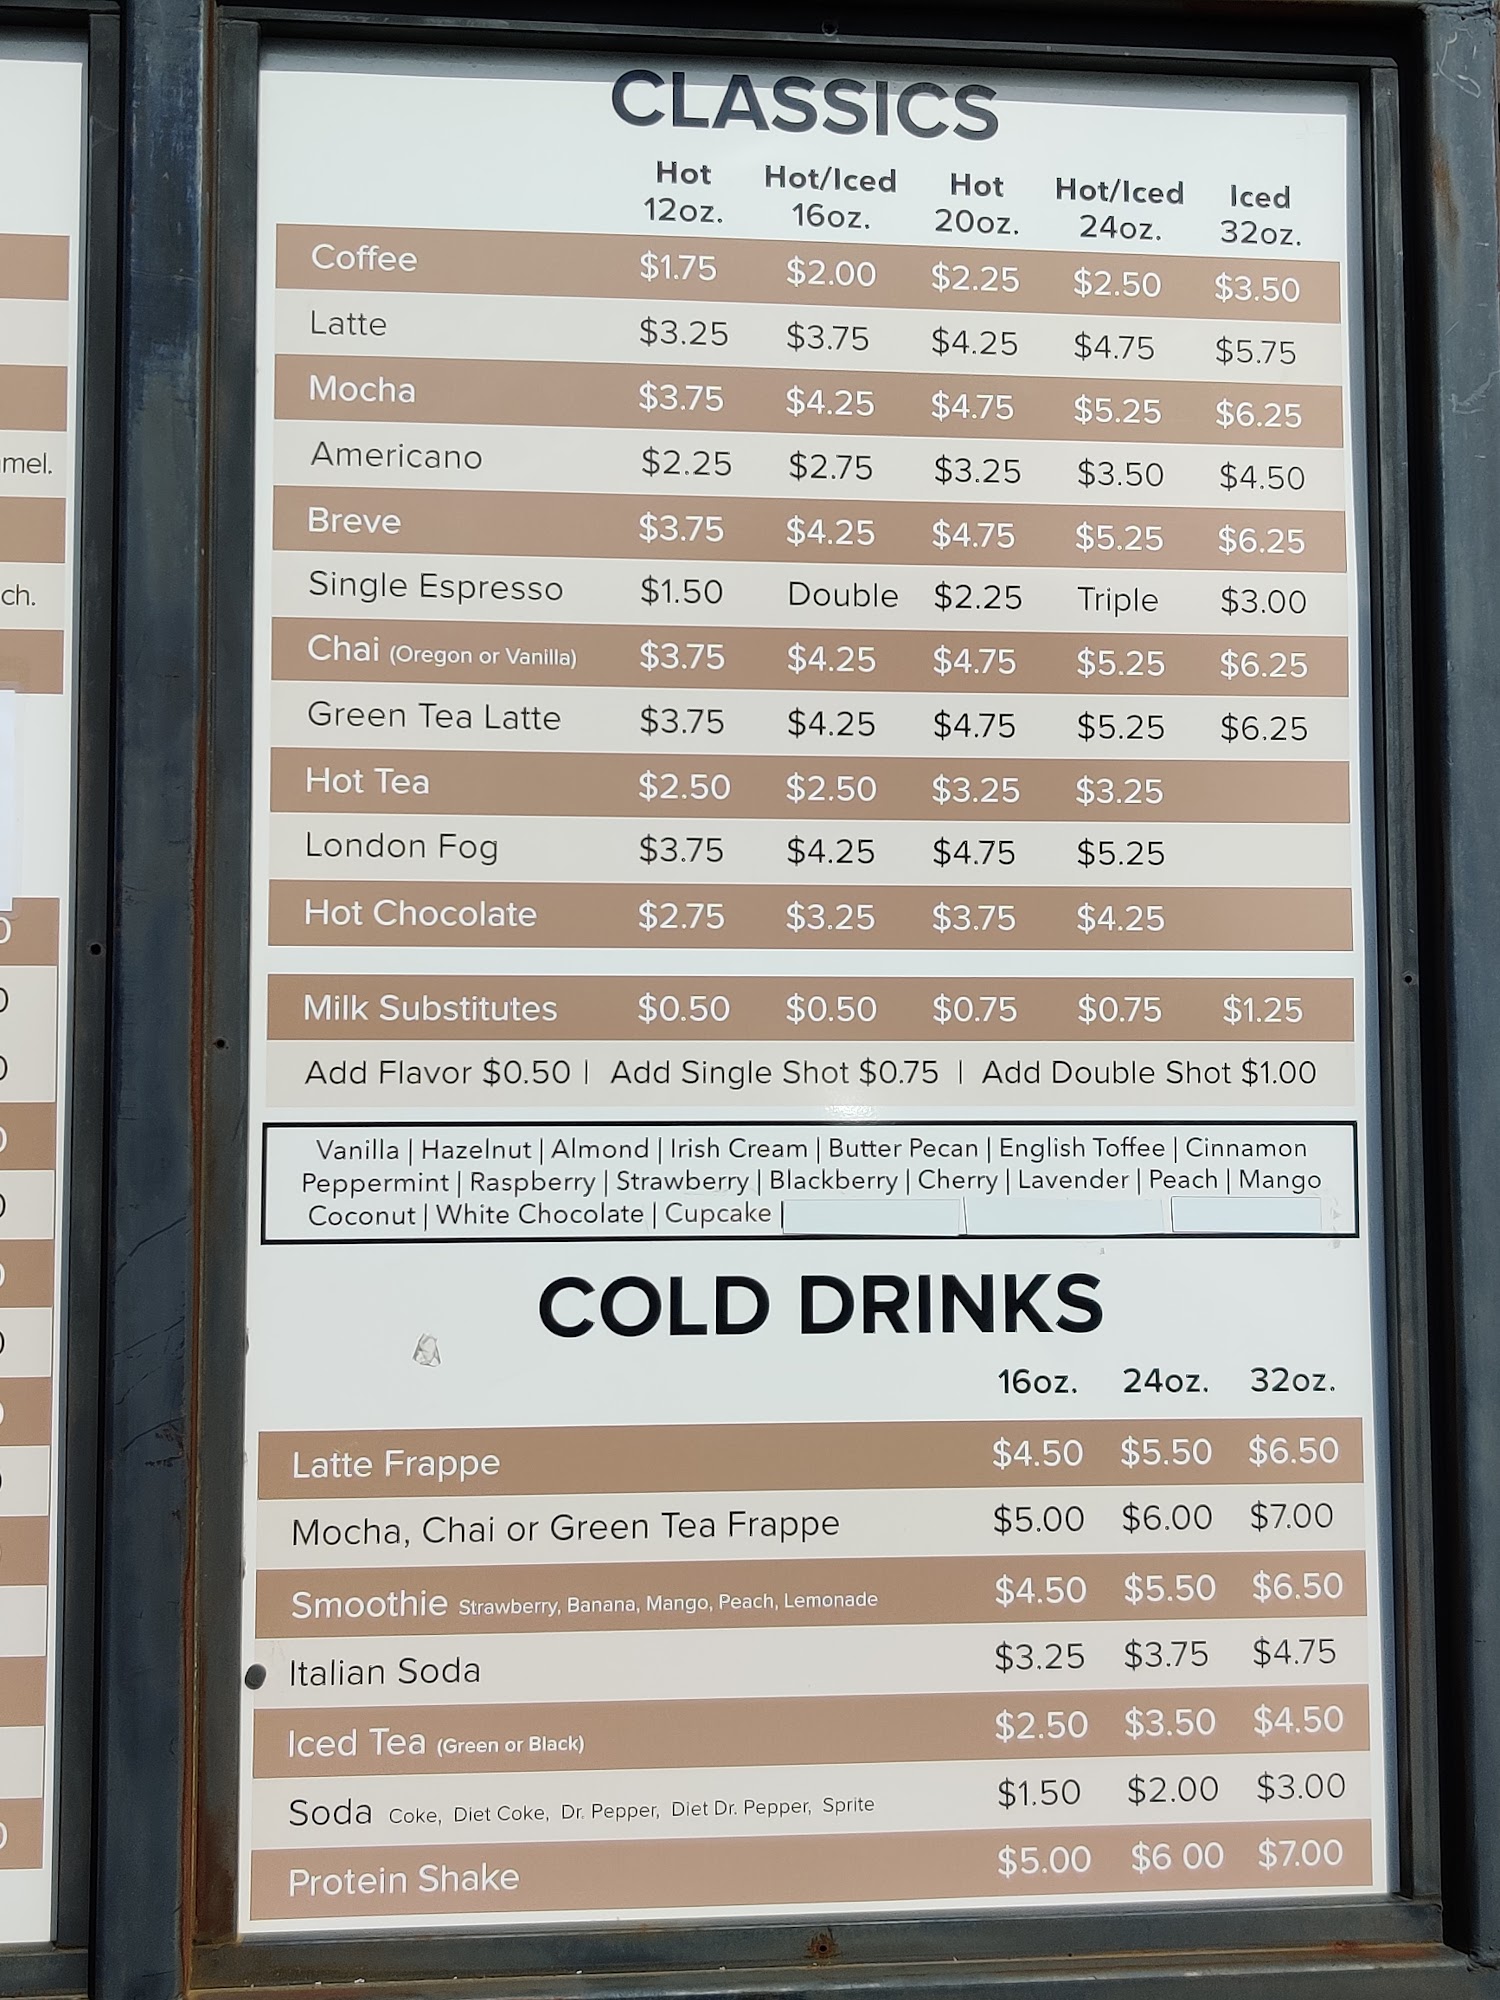 mel.
ch.
CLASSICS
Hot Hot/Iced Hot Hot/Iced Iced
12oz. 16oz. 20oz. 24oz. 32oz.
Coffee $1.75 $2.00 $2.25 $2.50 $3.50
Latte $3.25 $3.75 $4.25 $4.75 $5.75
Mocha $3.75 $4.25 $4.75 $5.25 $6.25
Americano $2.25 $2.75 $3.25 $3.50 $4.50
Breve $3.75 $4.25 $4.75 $5.25 $6.25
Single Espresso $1.50 Double $2.25 Triple $3.00
Chai (Oregon or Vanilla) $3.75 $4.25 $4.75 $5.25 $6.25
Green Tea Latte $3.75 $4.25 $4.75 $5.25 $6.25
Hot Tea $2.50 $2.50 $3.25 $3.25
London Fog $3.75 $4.25 $4.75 $5.25
Hot Chocolate $2.75 $3.25 $3.75 $4.25
Milk Substitutes $0.50 $0.50 $0.75 $0.75 $1.25
Add Flavor $0.50 | Add Single Shot $0.75 | Add Double Shot $1.00
Vanilla | Hazelnut | Almond | Irish Cream | Butter Pecan | English Toffee | Cinnamon
Peppermint | Raspberry | Strawberry | Blackberry | Cherry | Lavender | Peach | Mango
Coconut | White Chocolate | Cupcake |
COLD DRINKS
16oz. 24oz. 32oz.
Latte Frappe $4.50 $5.50 $6.50
Mocha, Chai or Green Tea Frappe $5.00 $6.00 $7.00
Smoothie Strawberry, Banana, Mango, Peach, Lemonade $4.50 $5.50 $6.50
Italian Soda $3.25 $3.75 $4.75
Iced Tea (Green or Black) $2.50 $3.50 $4.50
Soda Coke, Diet Coke, Dr. Pepper, Diet Dr. Pepper, Sprite $1.50 $2.00 $3.00
Protein Shake $5.00 $6 00 $7.00